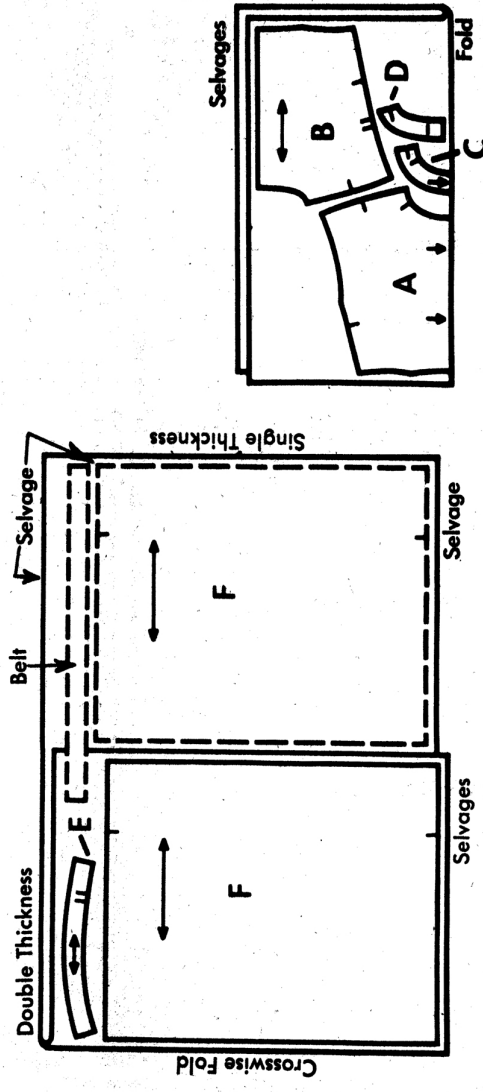 Double Thickness
Belt
Selvage
E
F
F
Crosswise Fold
Single Thickness
Selvages
Selvage
Selvages
B
D
A
C
Fold